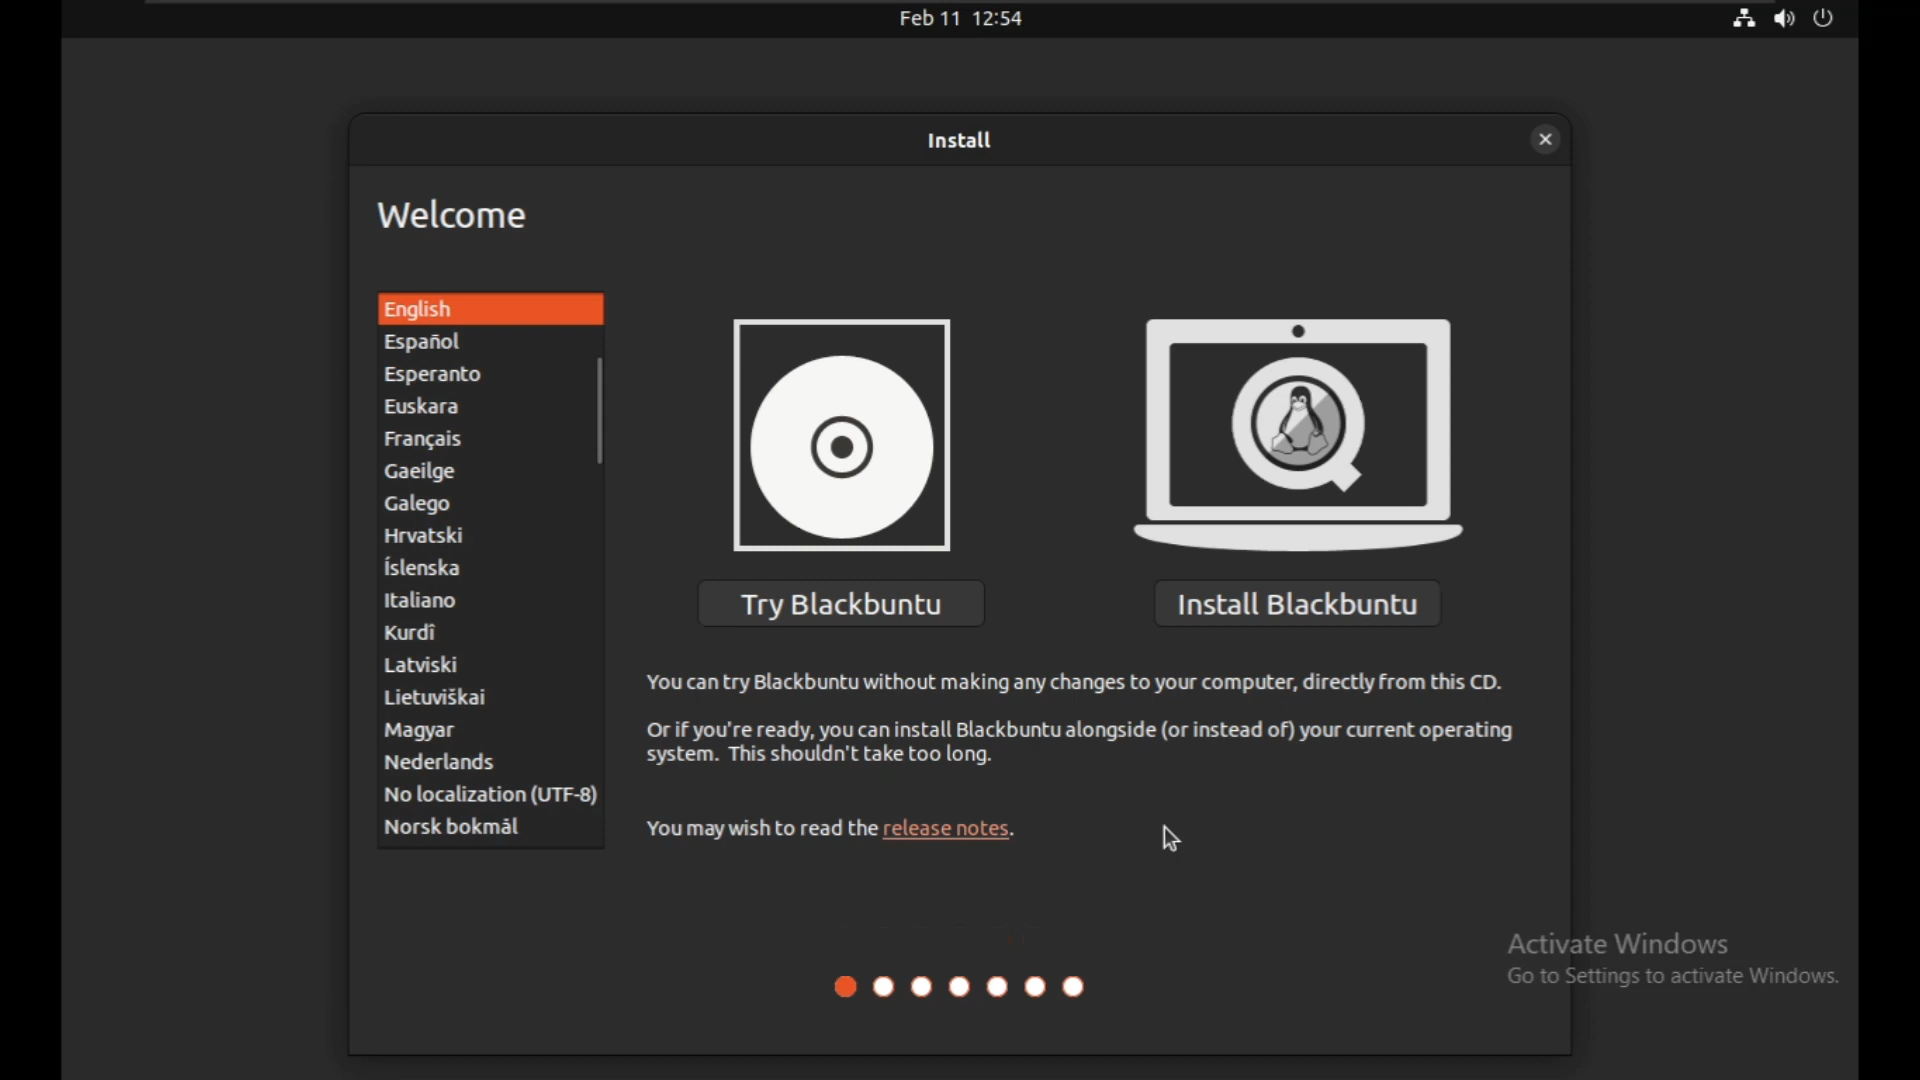 Feb 11 12:54
Install
Welcome
English
Español
Esperanto
Euskara
Français
Gaeilge
Galego
Hrvatski
Íslenska
Italiano
Kurdî
Latviski
Lietuviškai
Magyar
Nederlands
No localization (UTF-8)
Norsk bokmål
Try Blackbuntu
Install Blackbuntu
You can try Blackbuntu without making any changes to your computer, directly from this CD.
Or if you're ready, you can install Blackbuntu alongside (or instead of) your current operating
system. This shouldn't take too long.
You may wish to read the release notes.
Activate Windows
Go to Settings to activate Windows.